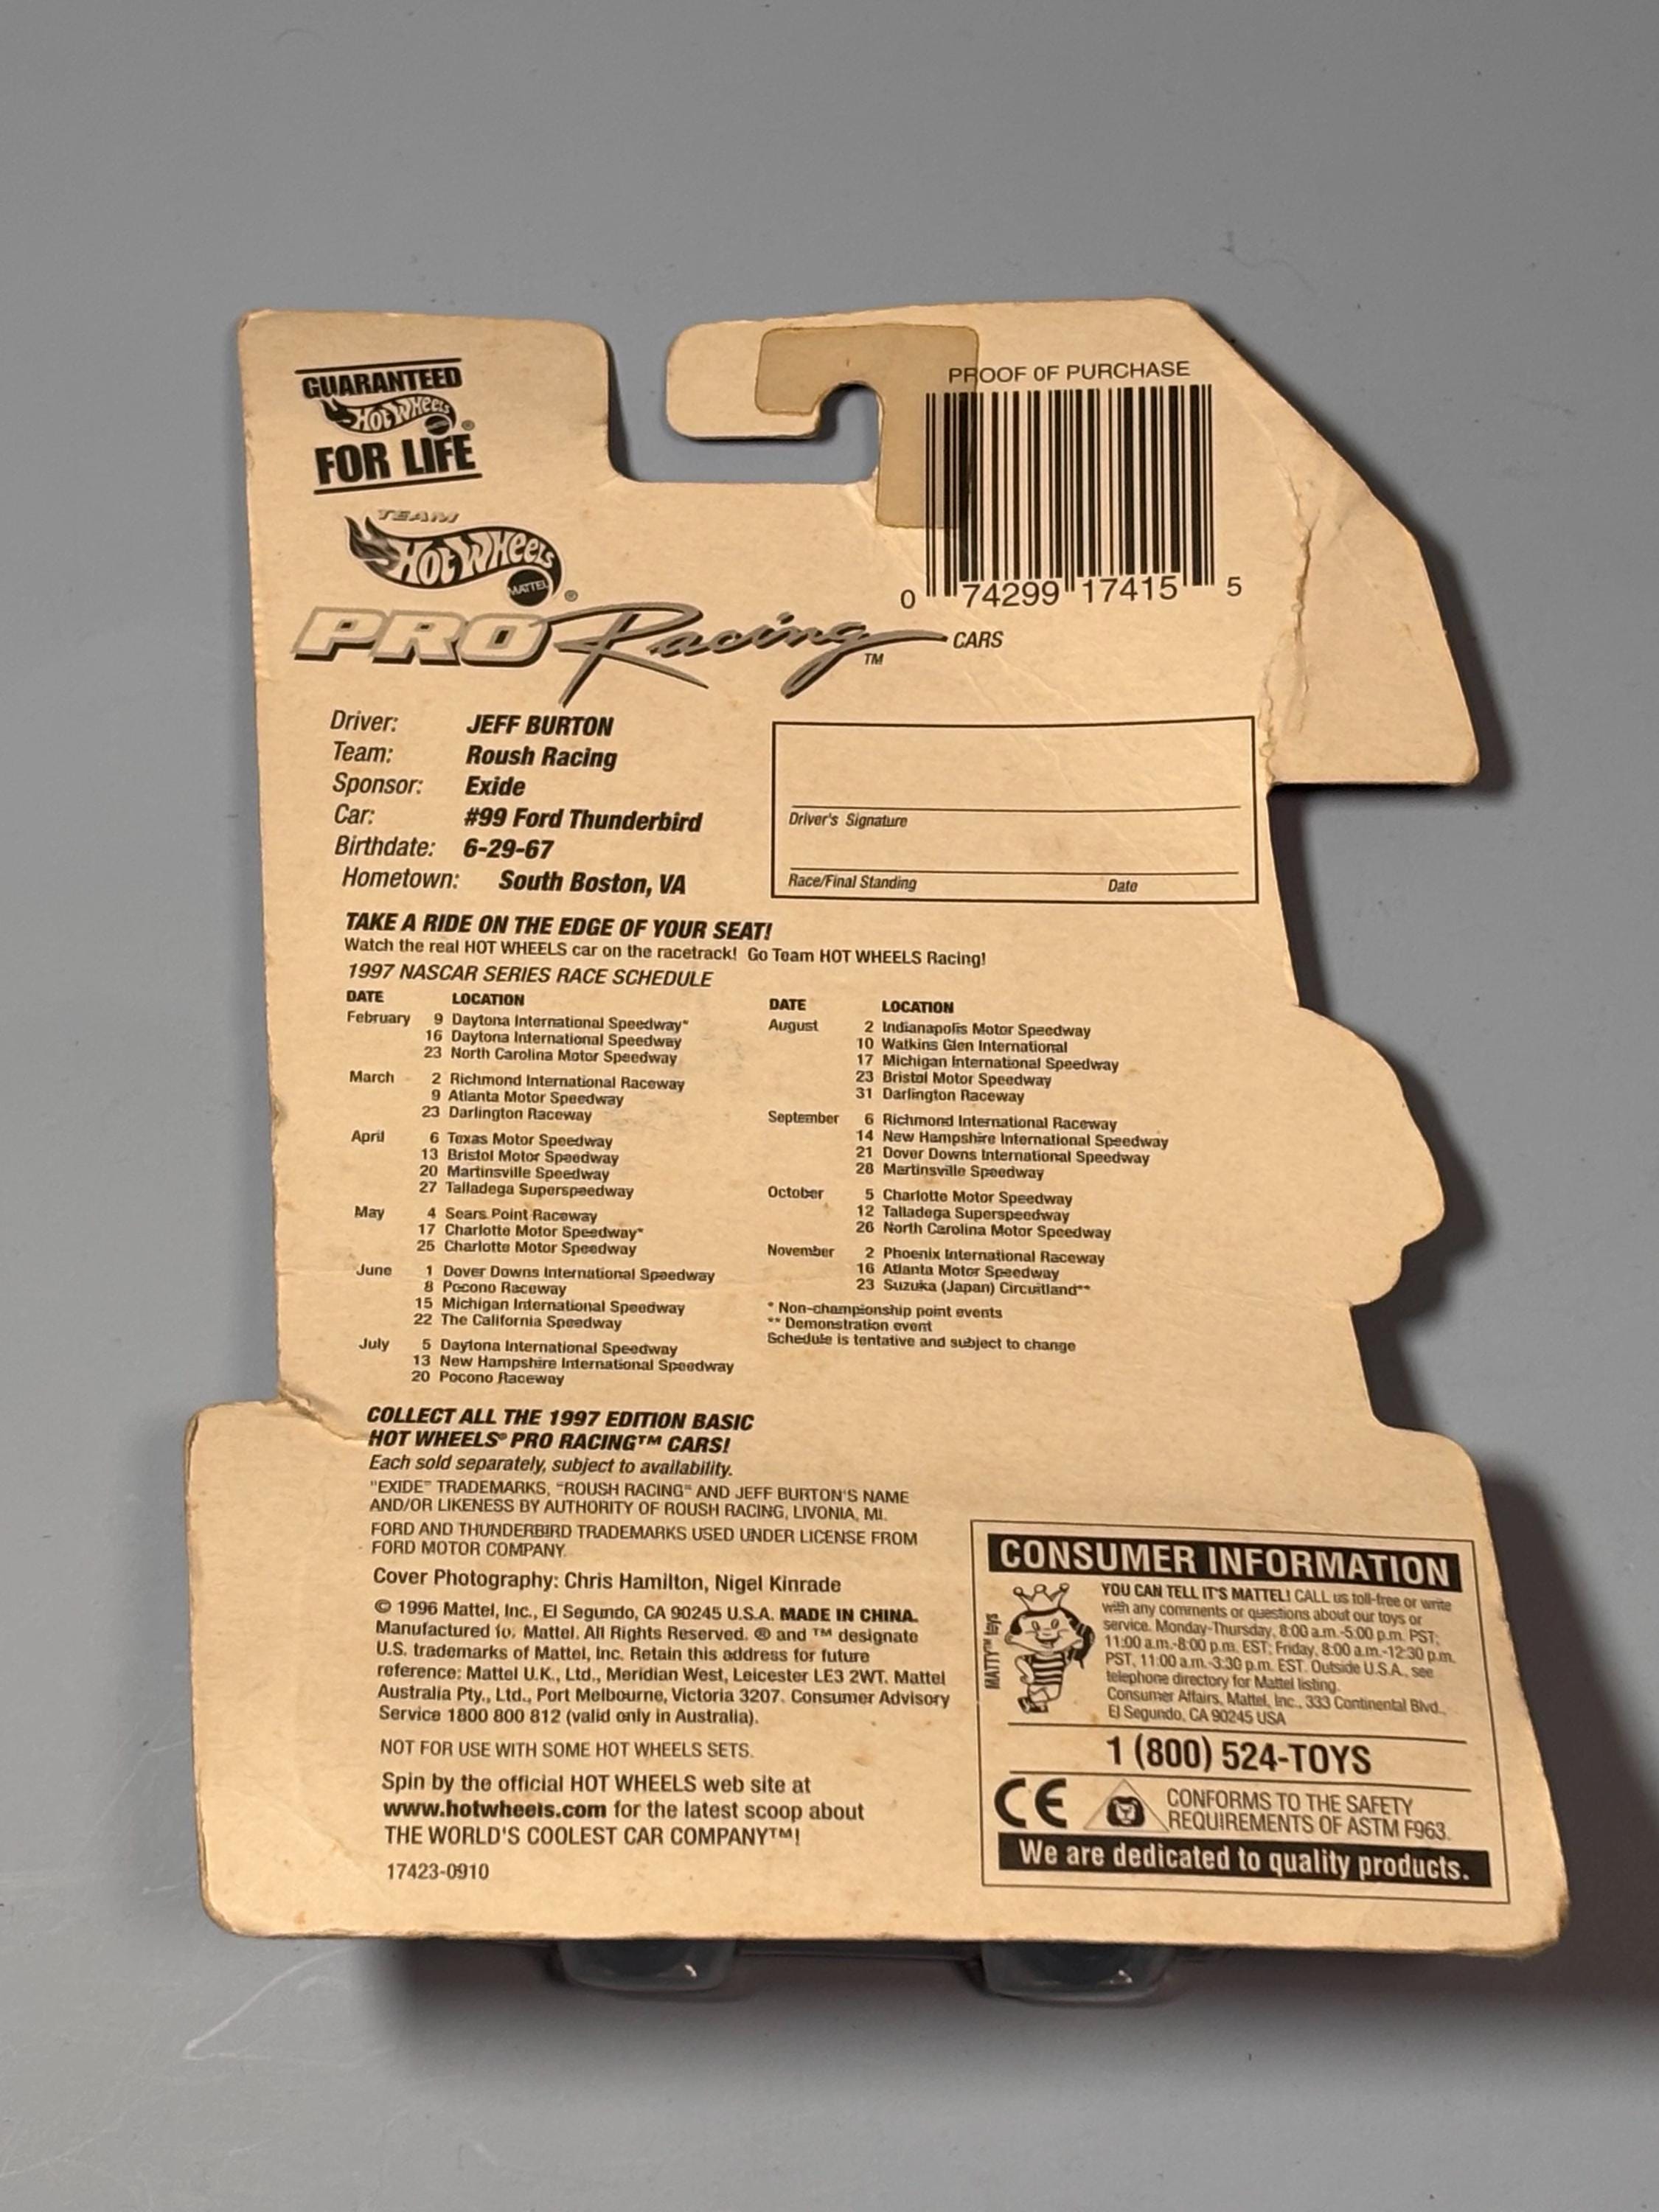 GUARANTEED
Hot Wheels ®
FOR LIFE
PROOF OF PURCHASE
0 74299 17415 5
TEAM
Hot Wheels
MATTEL ®
PRO Racing ™ CARS
Driver: JEFF BURTON
Team: Roush Racing
Sponsor: Exide
Car: #99 Ford Thunderbird
Birthdate: 6-29-67
Hometown: South Boston, VA
Driver's Signature
Race/Final Standing Date
TAKE A RIDE ON THE EDGE OF YOUR SEAT!
Watch the real HOT WHEELS car on the racetrack! Go Team HOT WHEELS Racing!
1997 NASCAR SERIES RACE SCHEDULE
DATE LOCATION
February 9 Daytona International Speedway*
16 Daytona International Speedway
23 North Carolina Motor Speedway
March 2 Richmond International Raceway
9 Atlanta Motor Speedway
23 Darlington Raceway
April 6 Texas Motor Speedway
13 Bristol Motor Speedway
20 Martinsville Speedway
27 Talladega Superspeedway
May 4 Sears Point Raceway
17 Charlotte Motor Speedway*
25 Charlotte Motor Speedway
June 1 Dover Downs International Speedway
8 Pocono Raceway
15 Michigan International Speedway
22 The California Speedway
July 5 Daytona International Speedway
13 New Hampshire International Speedway
20 Pocono Raceway
DATE LOCATION
August 2 Indianapolis Motor Speedway
10 Watkins Glen International
17 Michigan International Speedway
23 Bristol Motor Speedway
31 Darlington Raceway
September 6 Richmond International Raceway
14 New Hampshire International Speedway
21 Dover Downs International Speedway
28 Martinsville Speedway
October 5 Charlotte Motor Speedway
12 Talladega Superspeedway
26 North Carolina Motor Speedway
November 2 Phoenix International Raceway
16 Atlanta Motor Speedway
23 Suzuka (Japan) Circuitland**
* Non-championship point events
** Demonstration event
Schedule is tentative and subject to change
COLLECT ALL THE 1997 EDITION BASIC
HOT WHEELS® PRO RACING™ CARS!
Each sold separately, subject to availability.
"EXIDE" TRADEMARKS, "ROUSH RACING" AND JEFF BURTON'S NAME
AND/OR LIKENESS BY AUTHORITY OF ROUSH RACING, LIVONIA, MI.
FORD AND THUNDERBIRD TRADEMARKS USED UNDER LICENSE FROM
FORD MOTOR COMPANY.
Cover Photography: Chris Hamilton, Nigel Kinrade
© 1996 Mattel, Inc., El Segundo, CA 90245 U.S.A. MADE IN CHINA.
Manufactured fo. Mattel. All Rights Reserved. ® and ™ designate
U.S. trademarks of Mattel, Inc. Retain this address for future
reference: Mattel U.K., Ltd., Meridian West, Leicester LE3 2WT. Mattel
Australia Pty., Ltd., Port Melbourne, Victoria 3207. Consumer Advisory
Service 1800 800 812 (valid only in Australia).
NOT FOR USE WITH SOME HOT WHEELS SETS.
Spin by the official HOT WHEELS web site at
www.hotwheels.com for the latest scoop about
THE WORLD'S COOLEST CAR COMPANY™!
17423-0910
CONSUMER INFORMATION
MATTY™ toys
YOU CAN TELL IT'S MATTEL! CALL us toll-free or write
with any comments or questions about our toys or
service. Monday-Thursday, 8:00 a.m.-5:00 p.m. PST;
11:00 a.m.-8:00 p.m. EST; Friday, 8:00 a.m.-12:30 p.m.
PST, 11:00 a.m.-3:30 p.m. EST. Outside U.S.A., see
telephone directory for Mattel listing.
Consumer Affairs, Mattel, Inc., 333 Continental Blvd.,
El Segundo, CA 90245 USA
1 (800) 524-TOYS
CE
CONFORMS TO THE SAFETY
REQUIREMENTS OF ASTM F963.
We are dedicated to quality products.